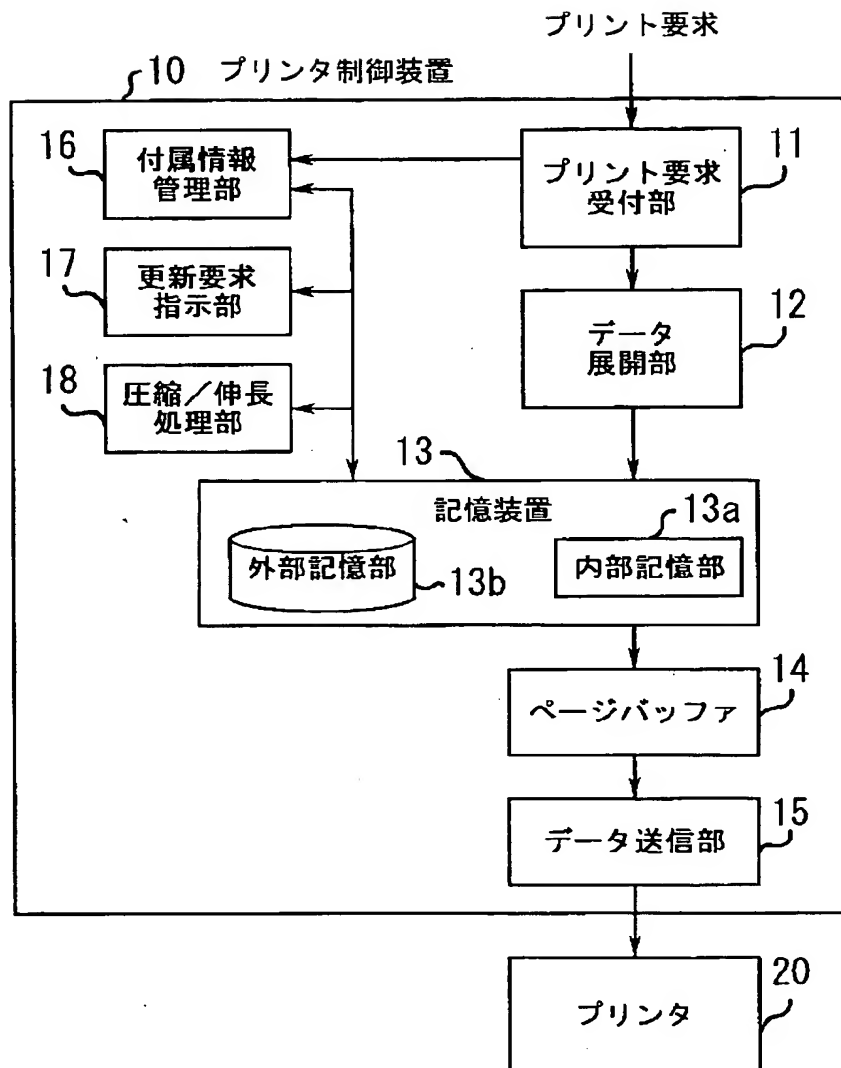 プリント要求
10 プリンタ制御装置
16
付属情報
管理部
プリント要求
受付部
11
17
更新要求
指示部
データ
展開部
12
18
圧縮／伸長
処理部
13
記憶装置
13a
外部記憶部
13b
内部記憶部
ページバッファ
14
データ送信部
15
プリンタ
20